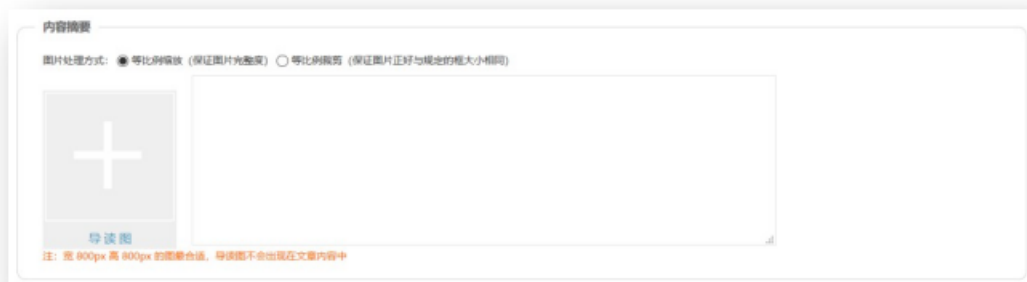 内容摘要
图片处理方式: 等比例缩放 (保证图片完整度) 等比例裁剪 (保证图片正好与规定的框大小相同)
导读图
注: 宽 800px 高 800px 的图最合适, 导读图不会出现在文章内容中